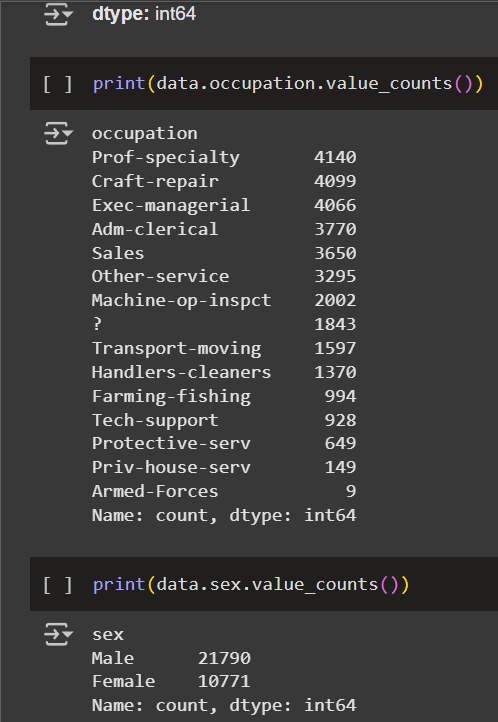 dtype: int64
[ ] print(data.occupation.value_counts())
occupation
Prof-specialty 4140
Craft-repair 4099
Exec-managerial 4066
Adm-clerical 3770
Sales 3650
Other-service 3295
Machine-op-inspct 2002
? 1843
Transport-moving 1597
Handlers-cleaners 1370
Farming-fishing 994
Tech-support 928
Protective-serv 649
Priv-house-serv 149
Armed-Forces 9
Name: count, dtype: int64
[ ] print(data.sex.value_counts())
sex
Male 21790
Female 10771
Name: count, dtype: int64